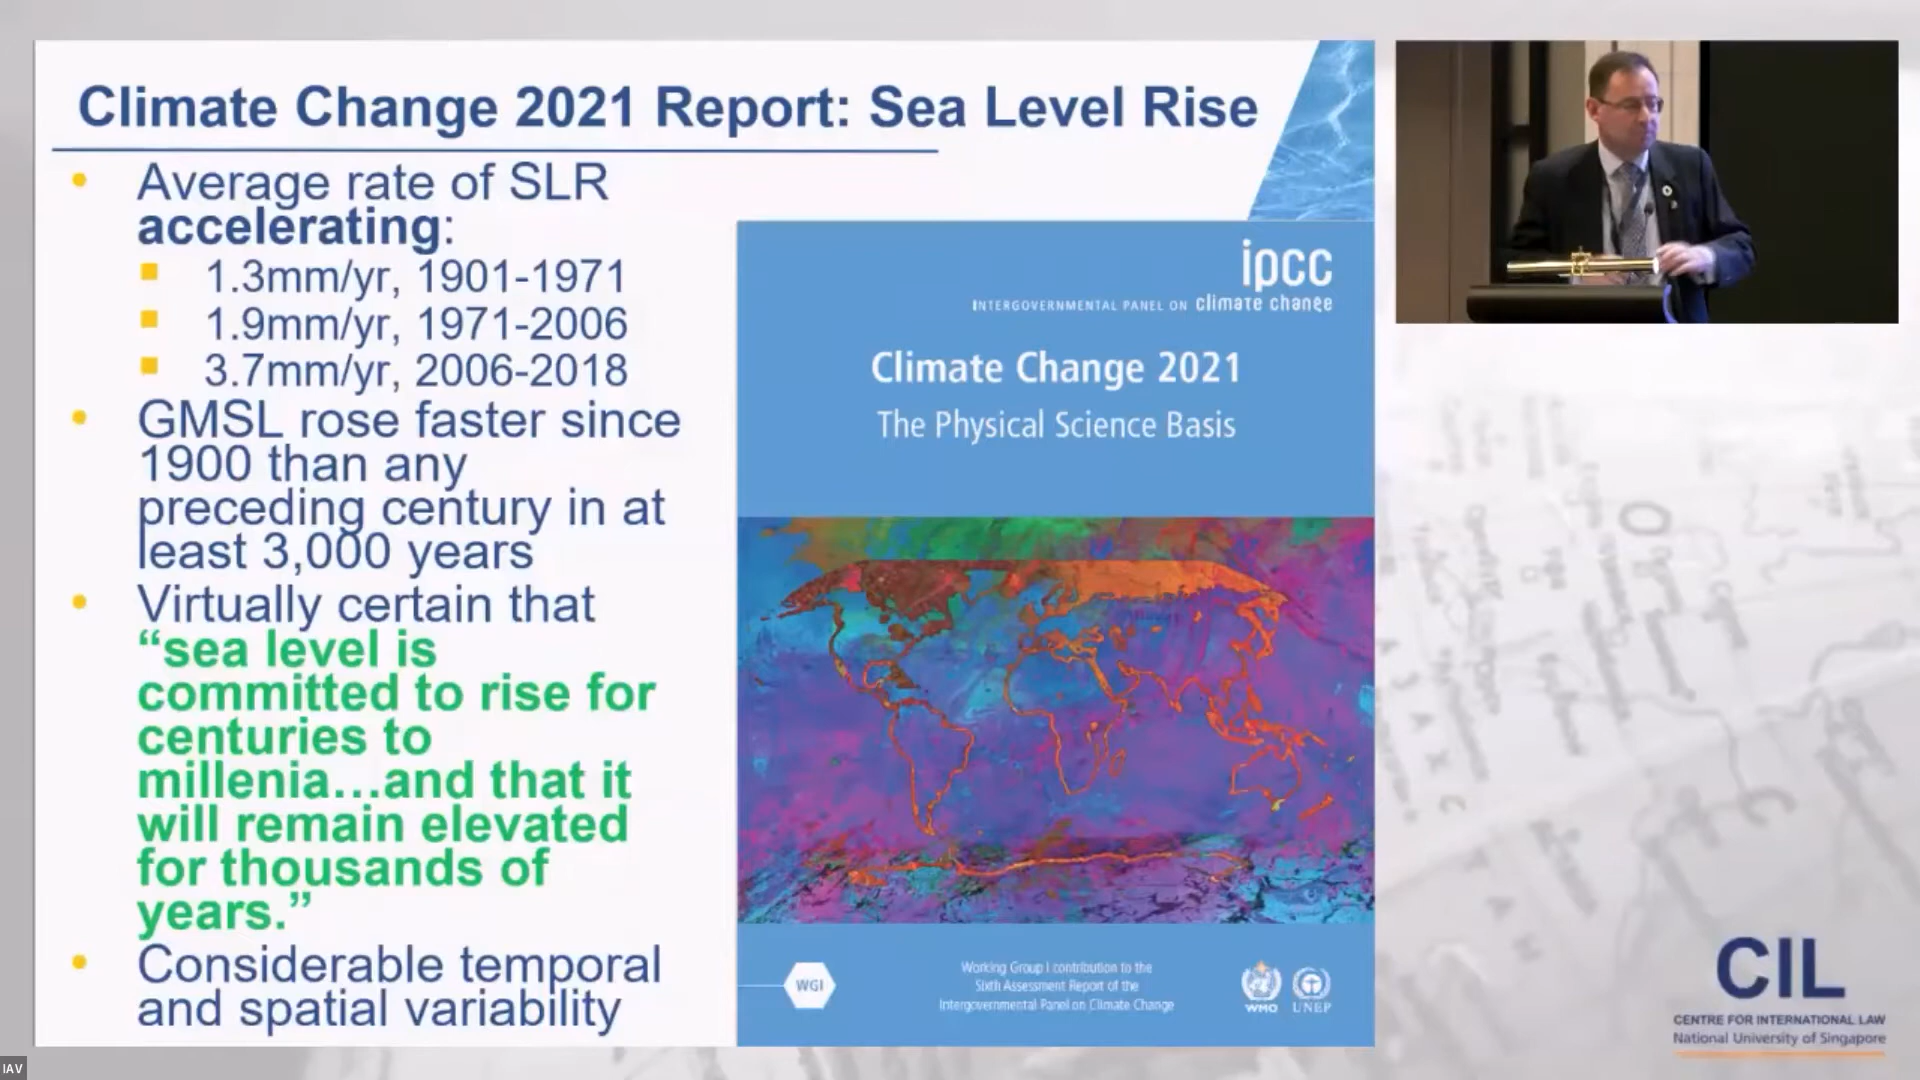 Climate Change 2021 Report: Sea Level Rise
Average rate of SLR
accelerating:
1.3mm/yr, 1901-1971
1.9mm/yr, 1971-2006
3.7mm/yr, 2006-2018
GMSL rose faster since
1900 than any
preceding century in at
least 3,000 years
Virtually certain that
“sea level is
committed to rise for
centuries to
millenia…and that it
will remain elevated
for thousands of
years.”
Considerable temporal
and spatial variability
ipcc
INTERGOVERNMENTAL PANEL ON climate change
Climate Change 2021
The Physical Science Basis
WGI
Working Group I contribution to the
Sixth Assessment Report of the
Intergovernmental Panel on Climate Change
WMO
UNEP
CIL
CENTRE FOR INTERNATIONAL LAW
National University of Singapore
IAV